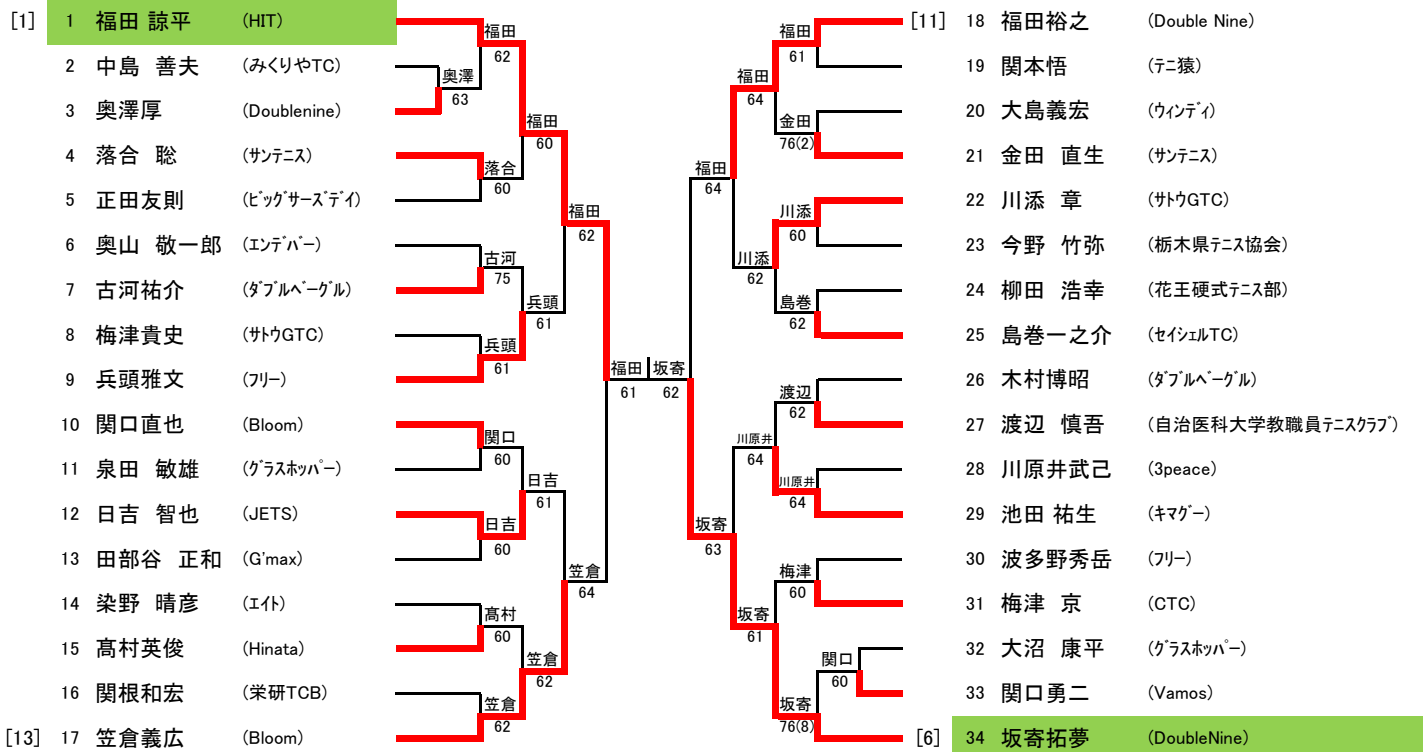 [1] 1 福田 諒平 (HIT)
2 中島 善夫 (みくりやTC)
3 奥澤厚 (Doublenine)
4 落合 聡 (サンテニス)
5 正田友則 (ビッグサーズデイ)
6 奥山 敬一郎 (エンデバー)
7 古河祐介 (ダブルベーグル)
8 梅津貴史 (サトウGTC)
9 兵頭雅文 (フリー)
10 関口直也 (Bloom)
11 泉田 敏雄 (グラスホッパー)
12 日吉 智也 (JETS)
13 田部谷 正和 (G'max)
14 染野 晴彦 (エイト)
15 髙村英俊 (Hinata)
16 関根和宏 (栄研TCB)
[13] 17 笠倉義広 (Bloom)
奥澤
63
福田
62
落合
60
古河
75
兵頭
61
関口
60
日吉
60
髙村
60
笠倉
62
福田
60
兵頭
61
日吉
61
笠倉
62
福田
62
笠倉
64
福田
61
坂寄
62
福田
64
坂寄
63
福田
64
川添
62
川原井
64
坂寄
61
福田
61
金田
76(2)
川添
60
島巻
62
渡辺
62
川原井
64
梅津
60
坂寄
76(8)
関口
60
[11] 18 福田裕之 (Double Nine)
19 関本悟 (テニ猿)
20 大島義宏 (ウィンディ)
21 金田 直生 (サンテニス)
22 川添 章 (サトウGTC)
23 今野 竹弥 (栃木県テニス協会)
24 柳田 浩幸 (花王硬式テニス部)
25 島巻一之介 (セイシェルTC)
26 木村博昭 (ダブルベーグル)
27 渡辺 慎吾 (自治医科大学教職員テニスクラブ)
28 川原井武己 (3peace)
29 池田 祐生 (キマグー)
30 波多野秀岳 (フリー)
31 梅津 京 (CTC)
32 大沼 康平 (グラスホッパー)
33 関口勇二 (Vamos)
[6] 34 坂寄拓夢 (DoubleNine)